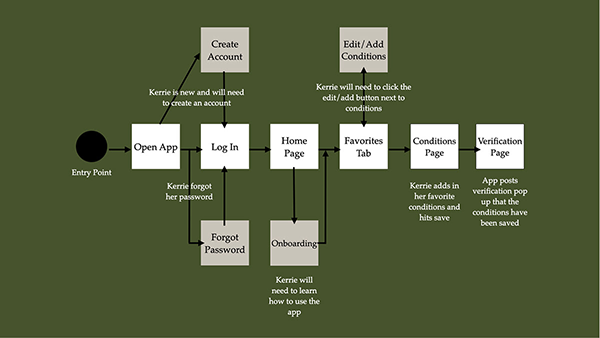 Create
Account
Edit/Add
Conditions
Kerrie is new and will need
to create an account
Kerrie will need to click the
edit/add button next to
conditions
Entry Point
Open App
Log In
Home
Page
Favorites
Tab
Conditions
Page
Verification
Page
Kerrie forgot
her password
Kerrie adds in
her favorite
conditions and
hits save
App posts
verification pop
up that the
conditions have
been saved
Forgot
Password
Onboarding
Kerrie will
need to learn
how to use the
app